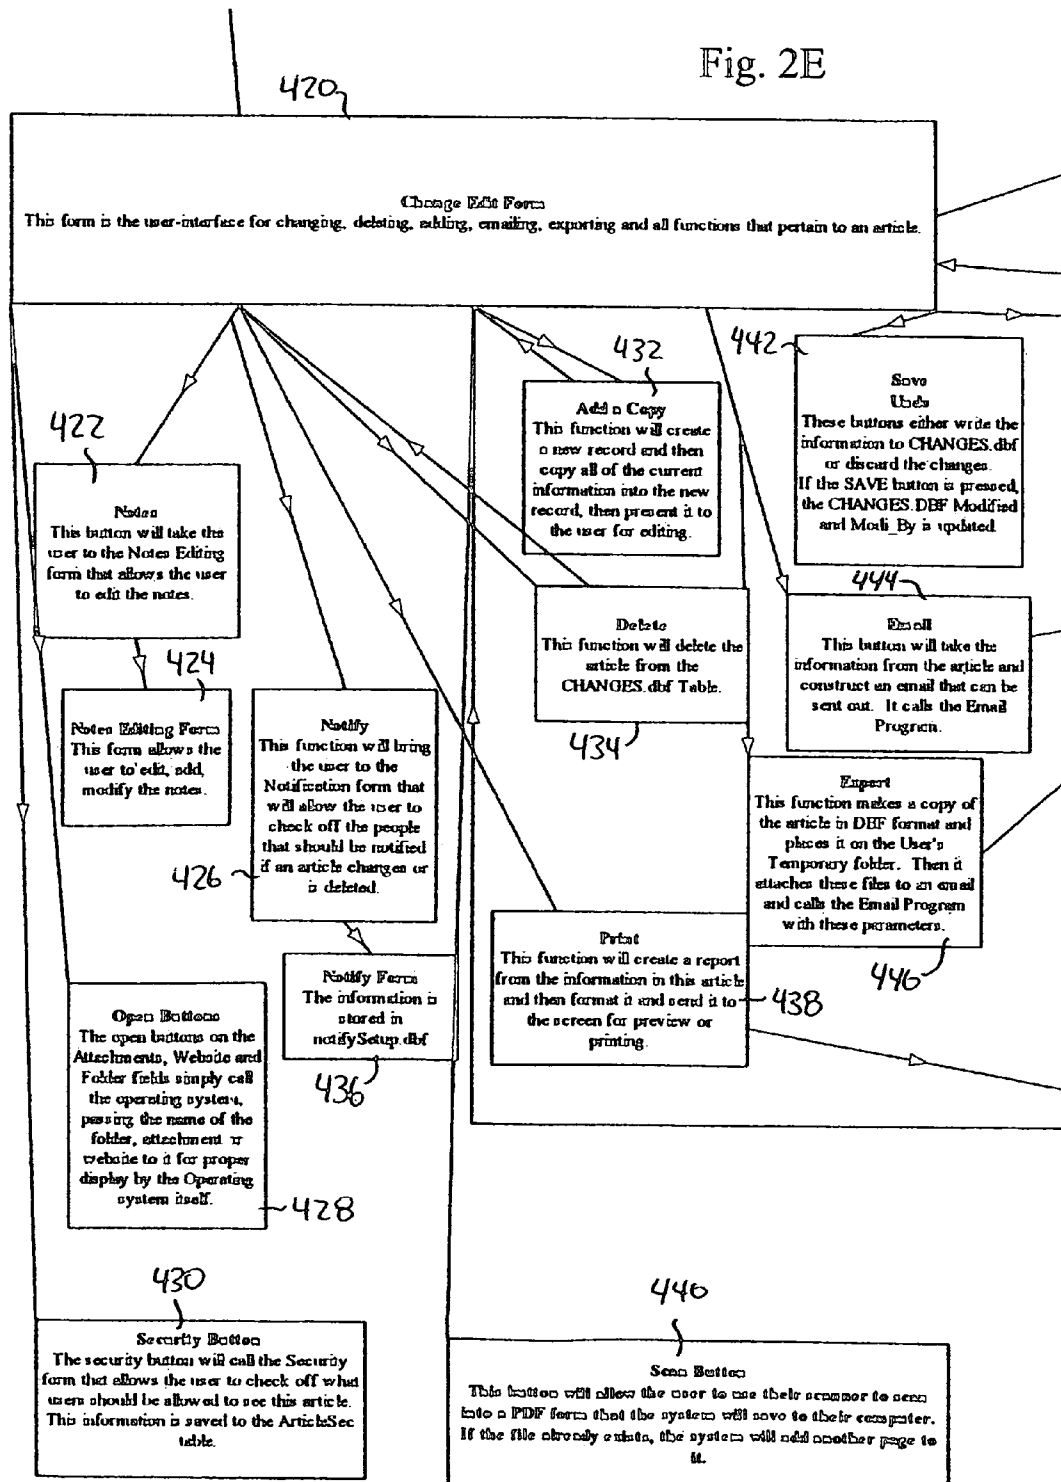 Fig. 2E
420
Change Edit Form
This form is the user-interface for changing, deleting, adding, emailing, exporting and all functions that pertain to an article.
422
Notes
This button will take the
user to the Notes Editing
form that allows the user
to edit the notes.
424
Notes Editing Form
This form allows the
user to edit, add,
modify the notes.
Notify
This function will bring
the user to the
Notification form that
will allow the user to
check off the people
that should be notified
if an article changes or
is deleted.
426
Notify Form
The information is
stored in
notifySetup.dbf
436
Open Buttons
The open buttons on the
Attachments, Website and
Folder fields simply call
the operating system,
passing the name of the
folder, attachment or
website to it for proper
display by the Operating
system itself.
428
430
Security Button
The security button will call the Security
form that allows the user to check off what
users should be allowed to see this article.
This information is saved to the ArticleSec
table.
432
Add a Copy
This function will create
a new record and then
copy all of the current
information into the new
record, then present it to
the user for editing.
Delete
This function will delete the
article from the
CHANGES.dbf Table.
434
Print
This function will create a report
from the information in this article
and then format it and send it to
the screen for preview or
printing.
438
442
Save
Undo
These buttons either write the
information to CHANGES.dbf
or discard the changes.
If the SAVE button is pressed,
the CHANGES.DBF Modified
and Modi_By is updated.
444
Email
This button will take the
information from the article and
construct an email that can be
sent out. It calls the Email
Program.
Export
This function makes a copy of
the article in DBF format and
places it on the User's
Temporary folder. Then it
attaches these files to an email
and calls the Email Program
with these parameters.
446
440
Scan Button
This button will allow the user to use their scanner to scan
into a PDF form that the system will save to their computer.
If the file already exists, the system will add another page to
it.